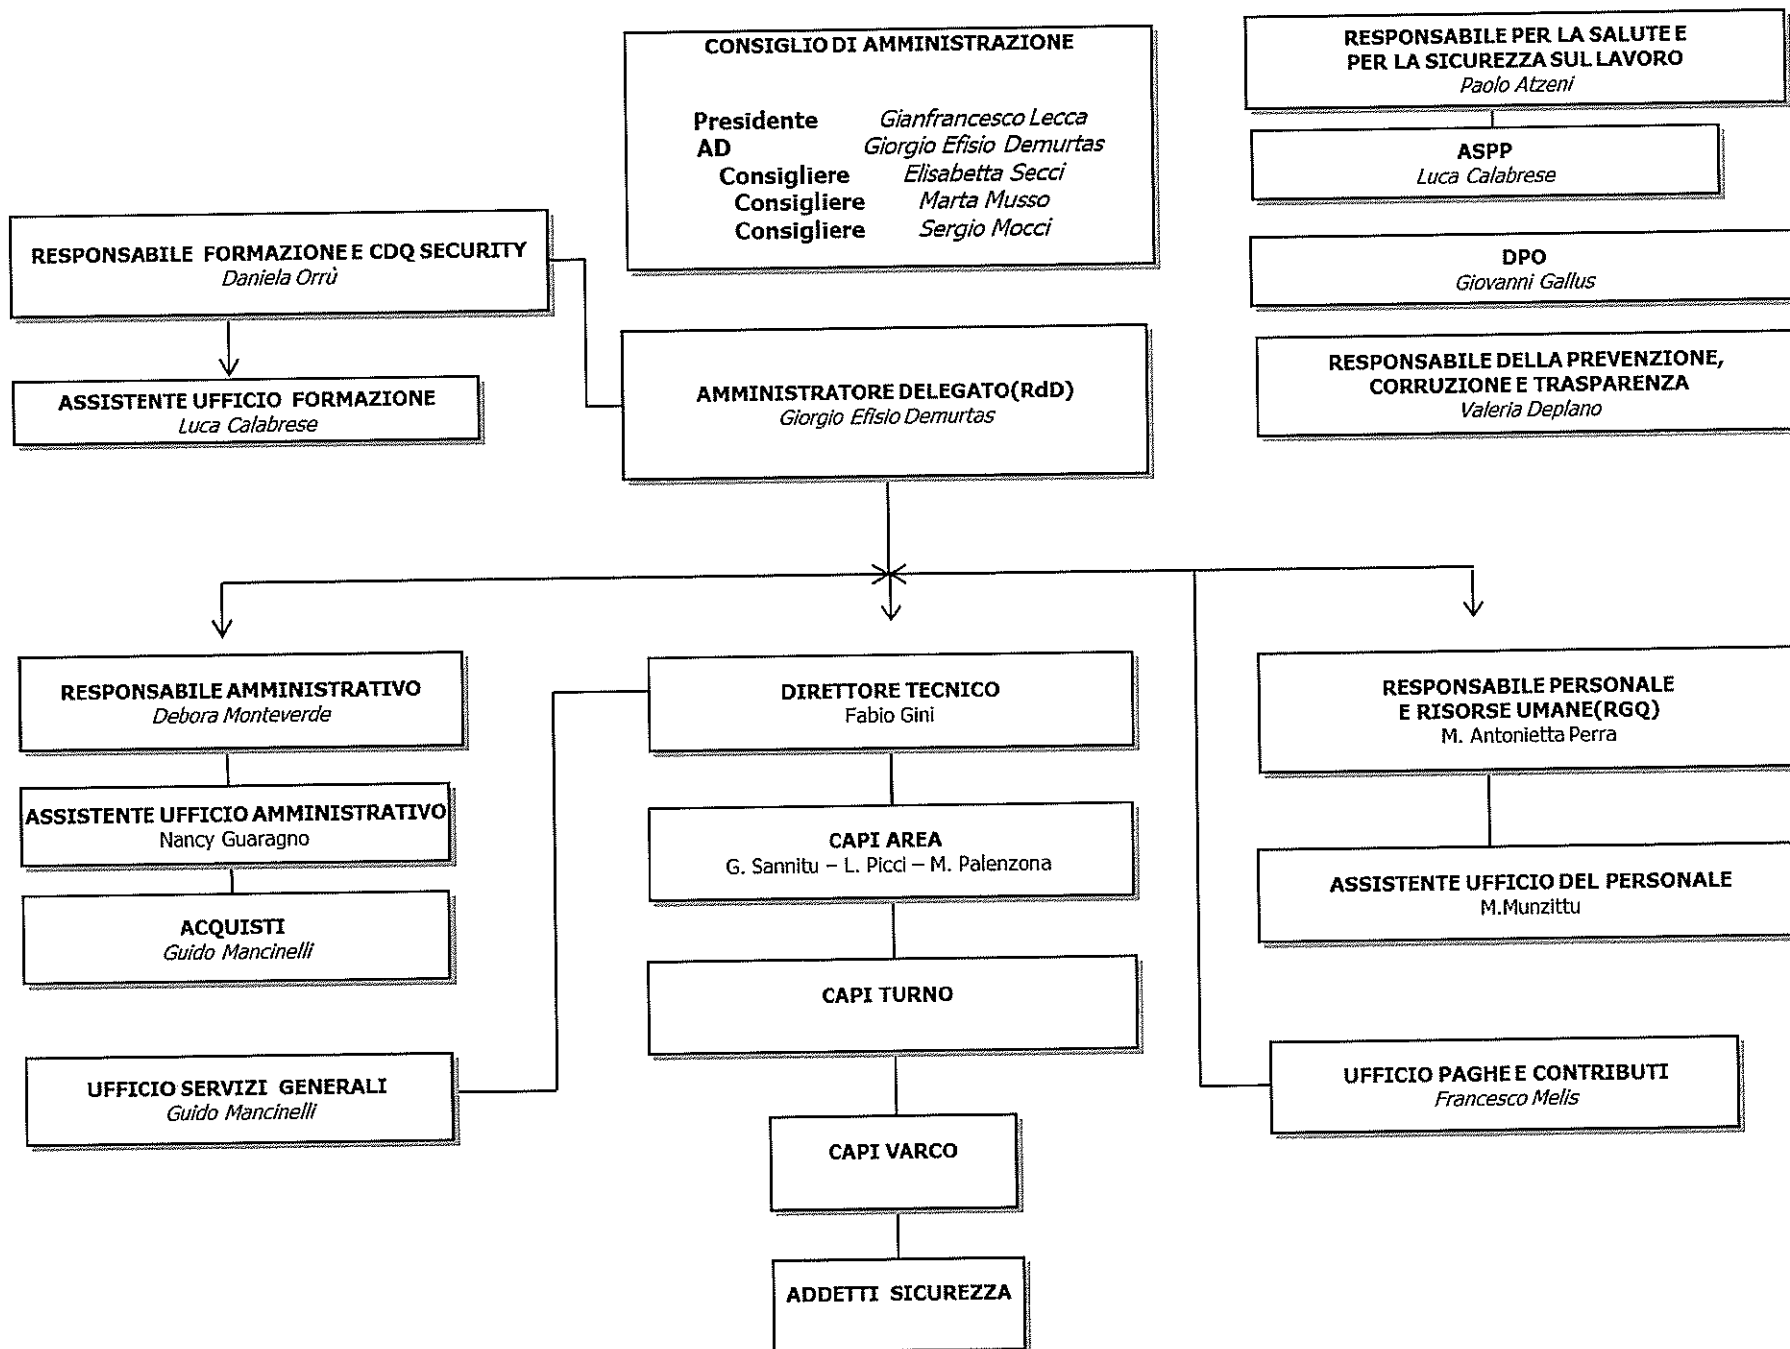 CONSIGLIO DI AMMINISTRAZIONE
Presidente Gianfrancesco Lecca
AD Giorgio Efisio Demurtas
Consigliere Elisabetta Secci
Consigliere Marta Musso
Consigliere Sergio Mocci
RESPONSABILE PER LA SALUTE E
PER LA SICUREZZA SUL LAVORO
Paolo Atzeni
ASPP
Luca Calabrese
DPO
Giovanni Gallus
RESPONSABILE DELLA PREVENZIONE,
CORRUZIONE E TRASPARENZA
Valeria Deplano
RESPONSABILE FORMAZIONE E CDQ SECURITY
Daniela Orrù
ASSISTENTE UFFICIO FORMAZIONE
Luca Calabrese
AMMINISTRATORE DELEGATO(RdD)
Giorgio Efisio Demurtas
RESPONSABILE AMMINISTRATIVO
Debora Monteverde
ASSISTENTE UFFICIO AMMINISTRATIVO
Nancy Guaragno
ACQUISTI
Guido Mancinelli
UFFICIO SERVIZI GENERALI
Guido Mancinelli
DIRETTORE TECNICO
Fabio Gini
CAPI AREA
G. Sannitu – L. Picci – M. Palenzona
CAPI TURNO
CAPI VARCO
ADDETTI SICUREZZA
RESPONSABILE PERSONALE
E RISORSE UMANE(RGQ)
M. Antonietta Perra
ASSISTENTE UFFICIO DEL PERSONALE
M.Munzittu
UFFICIO PAGHE E CONTRIBUTI
Francesco Melis